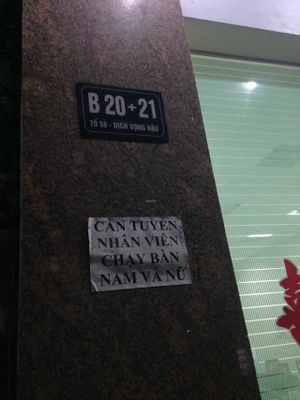 B 20+21
TỔ 58 - DỊCH VỌNG HẬU
CẦN TUYỂN
NHÂN VIÊN
CHẠY BÀN
NAM VÀ NỮ